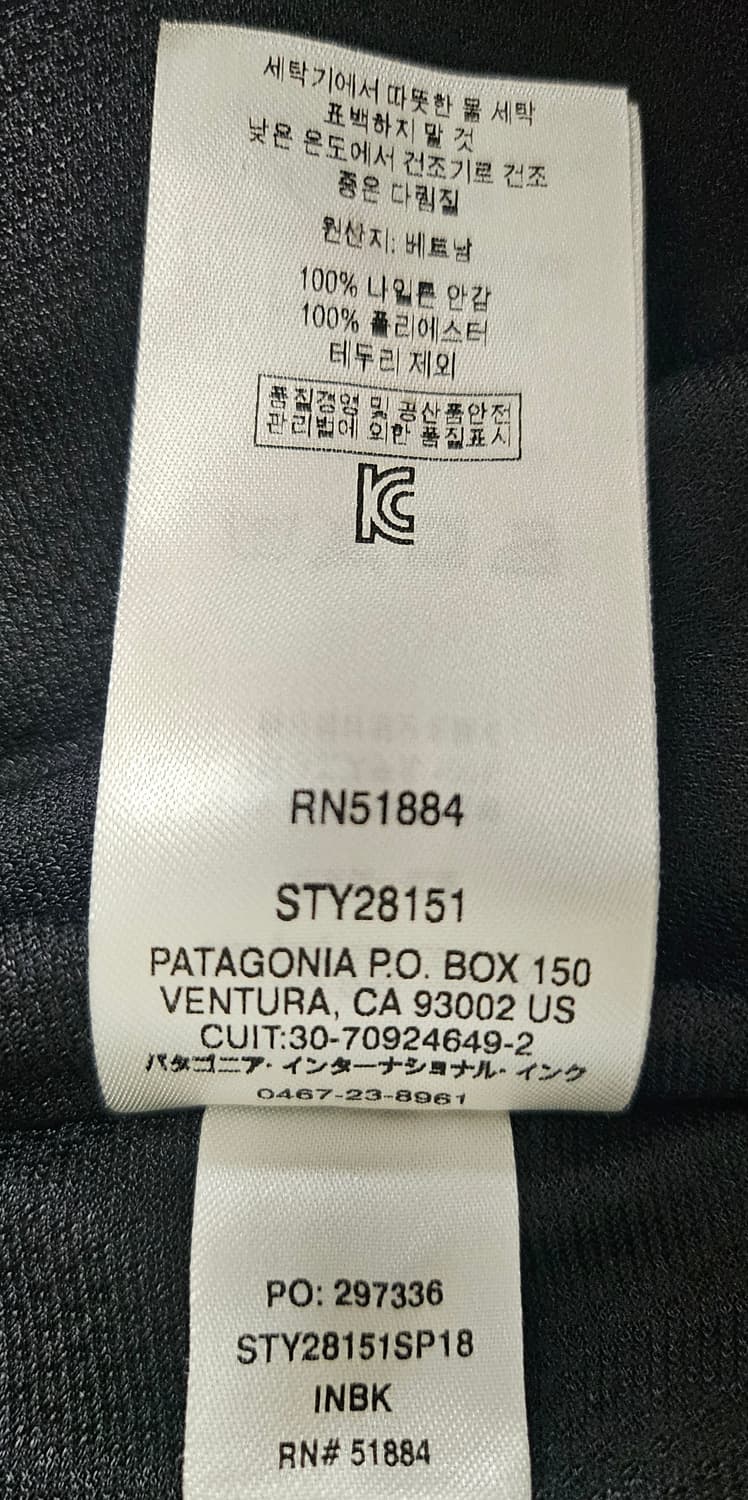 세탁기에서 따뜻한 물 세탁
표백하지 말 것
낮은 온도에서 건조기로 건조
중은 다림질
원산지: 베트남
100% 나일론 안감
100% 폴리에스터
테두리 제외
품질경영 및 공산품안전
관리법에 의한 품질표시
KC
RN51884
STY28151
PATAGONIA P.O. BOX 150
VENTURA, CA 93002 US
CUIT:30-70924649-2
パタゴニア・インターナショナル・インク
0467-23-8961
PO: 297336
STY28151SP18
INBK
RN# 51884